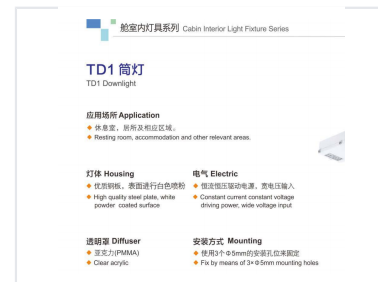 舱室内灯具系列 Cabin Interior Light Fixture Series
TD1 筒灯
TD1 Downlight
应用场所 Application
◆ 休息室，居所及相应区域。
◆ Resting room, accommodation and other relevant areas.
灯体 Housing
◆ 优质钢板，表面进行白色喷粉
◆ High quality steel plate, white
powder coated surface
电气 Electric
◆ 恒流恒压驱动电源，宽电压输入
◆ Constant current constant voltage
driving power, wide voltage input
透明罩 Diffuser
◆ 亚克力(PMMA)
◆ Clear acrylic
安装方式 Mounting
◆ 使用3个Φ5mm的安装孔位来固定
◆ Fix by means of 3×Φ5mm mounting holes